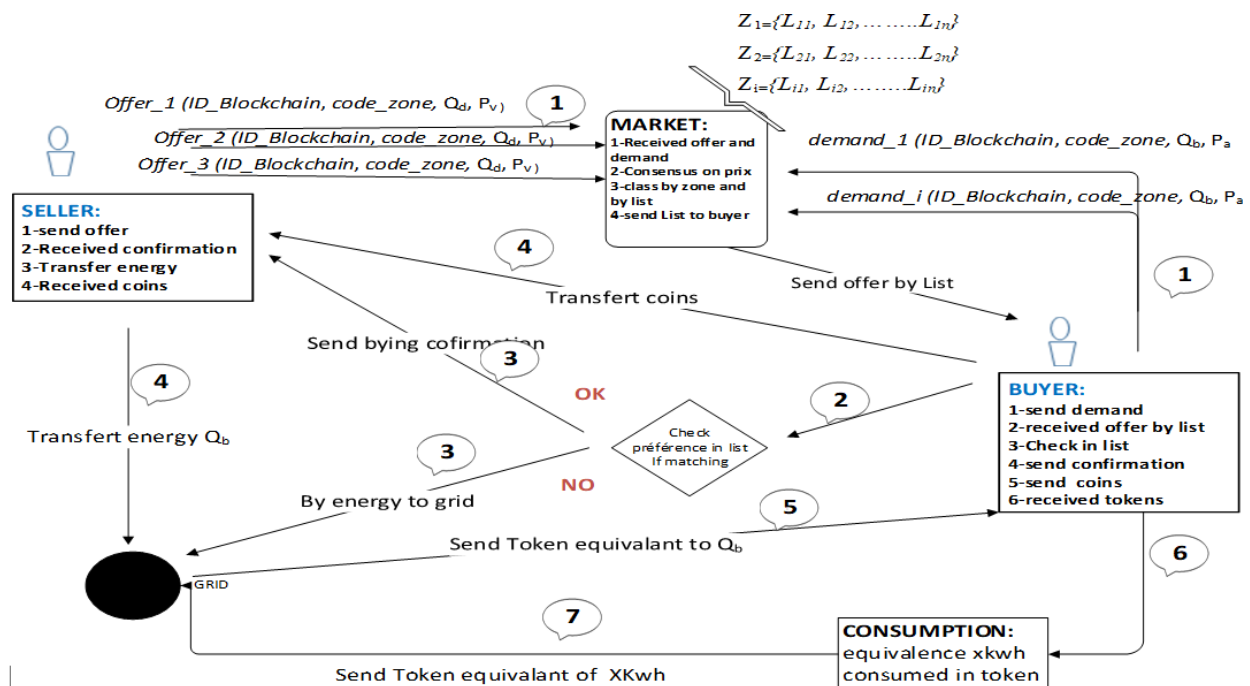 Z1={L11, L12, ... .....L1n}
Z2={L21, L22, ... .....L2n}
Zi={Li1, Li2, ... .....Lin}
Offer_1 (ID_Blockchain, code_zone, Qd, Pv)
1
Offer_2 (ID_Blockchain, code_zone, Qd, Pv)
Offer_3 (ID_Blockchain, code_zone, Qd, Pv)
MARKET:
1-Received offer and
demand
2-Consensus on prix
3-class by zone and
by list
4-send List to buyer
demand_1 (ID_Blockchain, code_zone, Qb, Pa
demand_i (ID_Blockchain, code_zone, Qb, Pa
SELLER:
1-send offer
2-Received confirmation
3-Transfer energy
4-Received coins
4
1
Send offer by List
Transfert coins
Send bying cofirmation
3
OK
4
2
Transfert energy Qb
Check
préférence in list
If matching
3
NO
By energy to grid
BUYER:
1-send demand
2-received offer by list
3-Check in list
4-send confirmation
5-send coins
6-received tokens
5
Send Token equivalant to Qb
6
GRID
7
CONSUMPTION:
equivalence xkwh
consumed in token
Send Token equivalant of XKwh